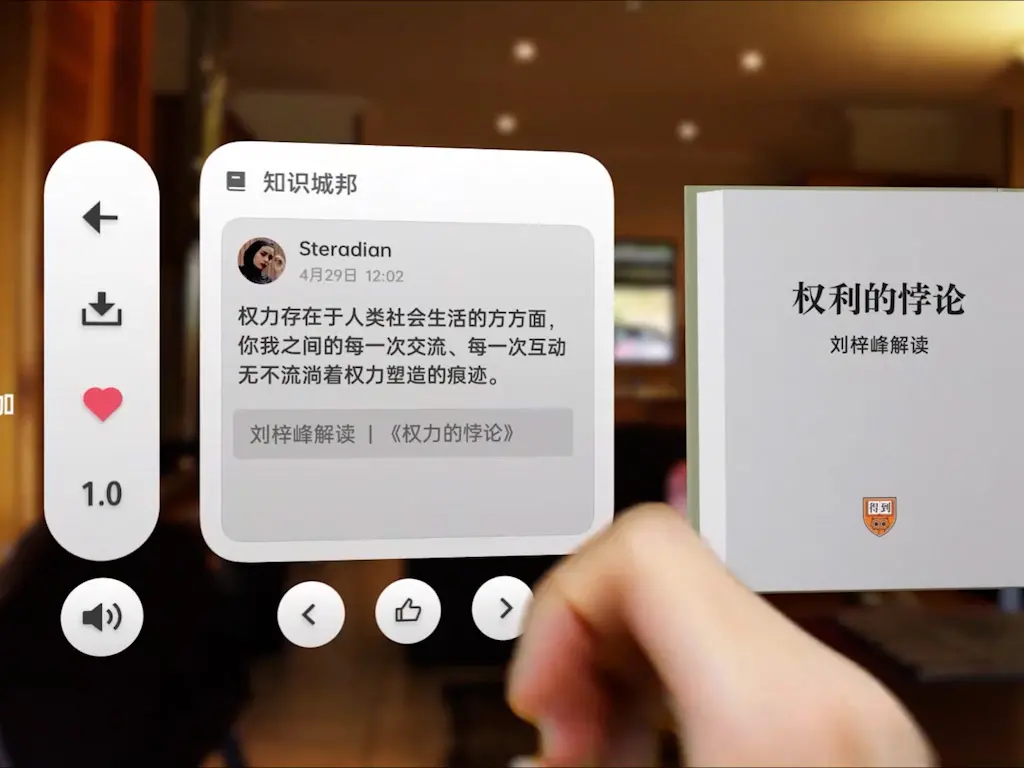 知识城邦
Steradian
4月29日 12:02
权力存在于人类社会生活的方方面，
你我之间的每一次交流、每一次互动
无不流淌着权力塑造的痕迹。
刘梓峰解读 | 《权力的悖论》
加
1.0
权利的悖论
刘梓峰解读
得到